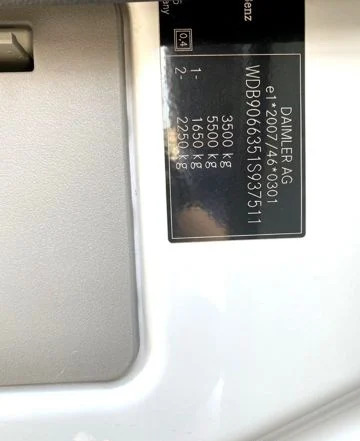 DAIMLER AG
e1*2007/46*0301
WDB9066351S937511
3500 kg
5500 kg
1- 1650 kg
2- 2250 kg
0.4